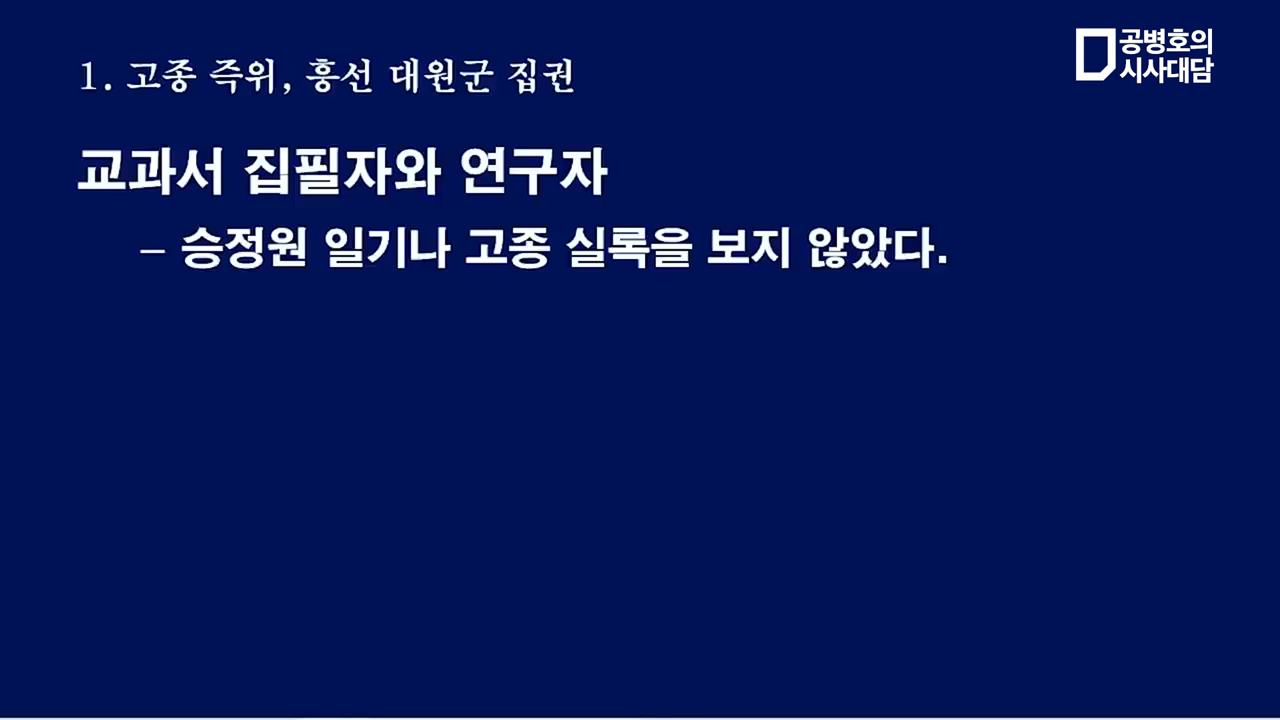 1. 고종 즉위, 흥선 대원군 집권
공병호의
시사대담
교과서 집필자와 연구자
– 승정원 일기나 고종 실록을 보지 않았다.